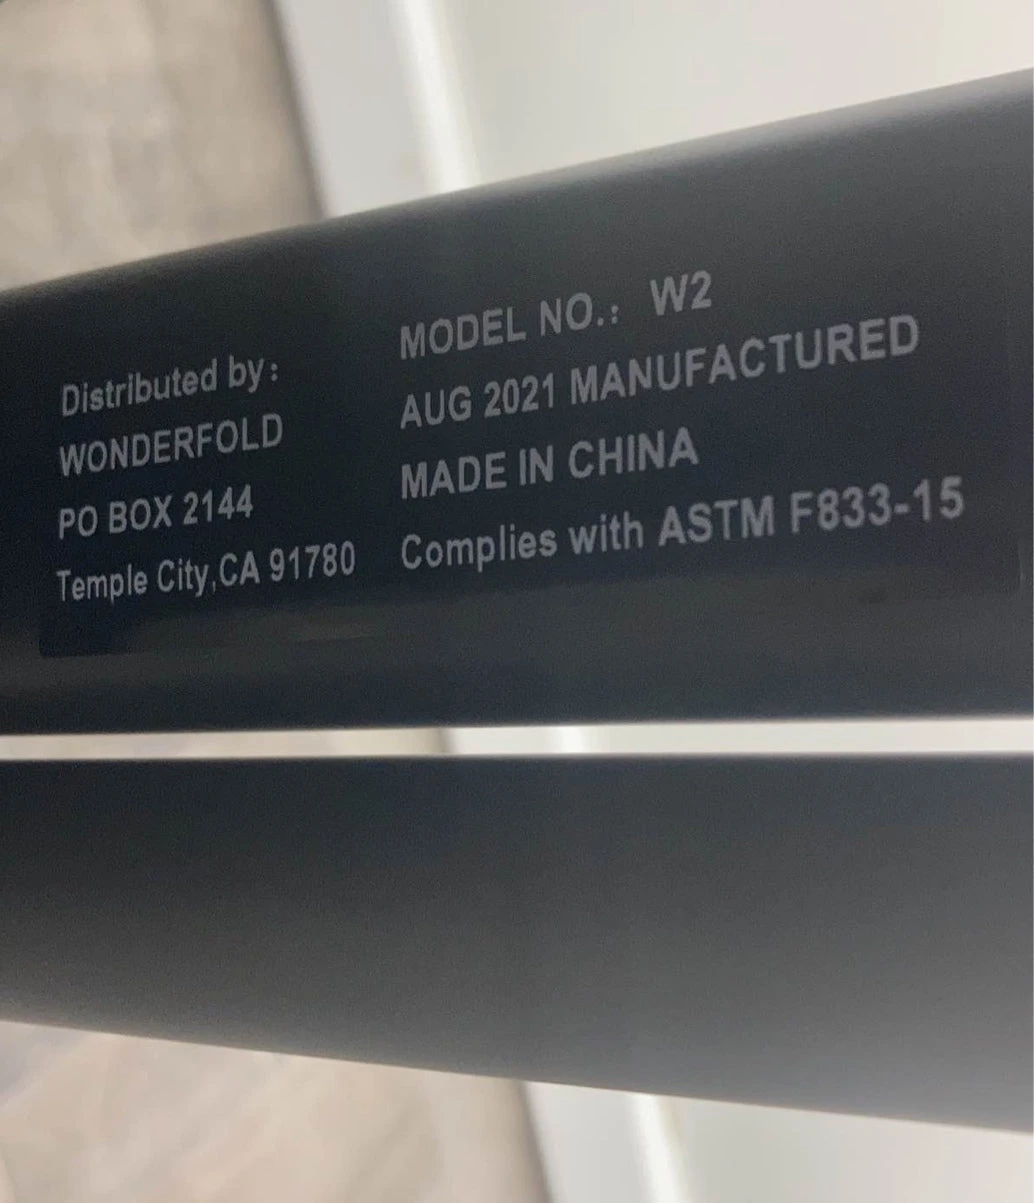 Distributed by:
WONDERFOLD
PO BOX 2144
Temple City,CA 91780
MODEL NO.: W2
AUG 2021 MANUFACTURED
MADE IN CHINA
Complies with ASTM F833-15